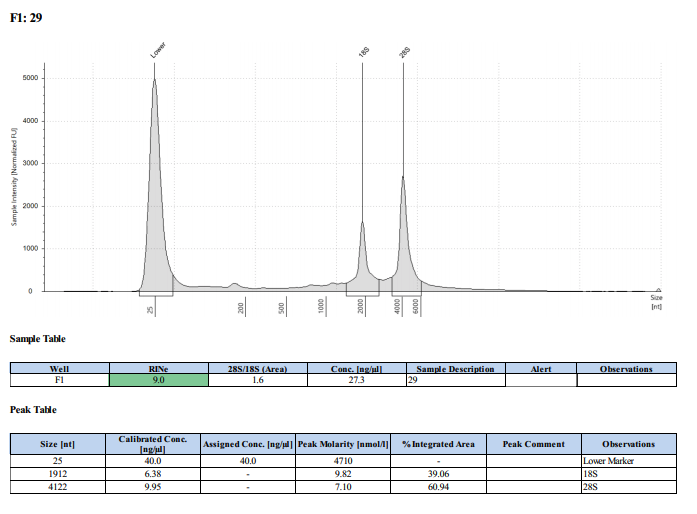 F1: 29
Lower
18S
28S
5000
4000
3000
2000
1000
0
Sample Intensity [Normalized FU]
25
200
500
1000
2000
4000
6000
Size
[nt]
Sample Table
Well RINe 28S/18S (Area) Conc. [ng/µl] Sample Description Alert Observations
F1 9.0 1.6 27.3 29
Peak Table
Size [nt] Calibrated Conc. [ng/µl] Assigned Conc. [ng/µl] Peak Molarity [nmol/l] % Integrated Area Peak Comment Observations
25 40.0 40.0 4710 - Lower Marker
1912 6.38 - 9.82 39.06 18S
4122 9.95 - 7.10 60.94 28S